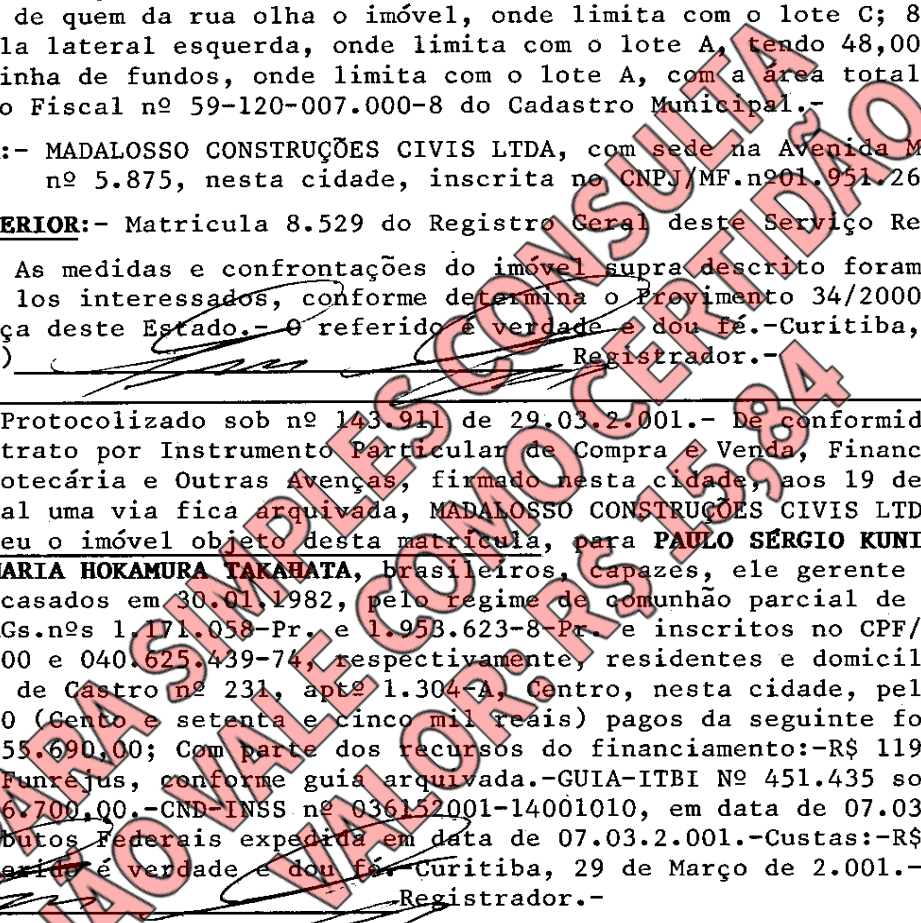 de quem da rua olha o imóvel, onde limita com o lote C; 8
la lateral esquerda, onde limita com o lote A, tendo 48,00
inha de fundos, onde limita com o lote A, com a área total
o Fiscal nº 59-120-007.000-8 do Cadastro Municipal.-
:- MADALOSSO CONSTRUÇÕES CIVIS LTDA, com sede na Avenida M
nº 5.875, nesta cidade, inscrita no CNPJ/MF.nº01.951.26
ERIOR:- Matricula 8.529 do Registro Geral deste Serviço Re
As medidas e confrontações do imóvel supra descrito foram
los interessados, conforme determina o Provimento 34/2000
ça deste Estado.- O referido é verdade e dou fé.-Curitiba,
) Registrador.-
Protocolizado sob nº 143.911 de 29.03.2.001.- De conformid
trato por Instrumento Particular de Compra e Venda, Financ
otecária e Outras Avenças, firmado nesta cidade, aos 19 de
al uma via fica arquivada, MADALOSSO CONSTRUÇÕES CIVIS LTD
eu o imóvel objeto desta matrícula, para PAULO SÉRGIO KUNI
MARIA HOKAMURA TAKAHATA, brasileiros, capazes, ele gerente
casados em 30.01.1982, pelo regime de comunhão parcial de
Gs.nºs 1.171.058-Pr. e 1.953.623-8-Pr. e inscritos no CPF/
00 e 040.625.439-74, respectivamente, residentes e domicil
de Castro nº 231, aptº 1.304-A, Centro, nesta cidade, pel
0 (Cento e setenta e cinco mil reais) pagos da seguinte fo
55.690,00; Com parte dos recursos do financiamento:-R$ 119
Funrejus, conforme guia arquivada.-GUIA-ITBI Nº 451.435 so
6.700,00.-CND-INSS nº 036152001-14001010, em data de 07.03
butos Federais expedida em data de 07.03.2.001.-Custas:-R$
erido é verdade e dou fé.-Curitiba, 29 de Março de 2.001.-
Registrador.-
ARA SIMPLES CONSULTA
NÃO VALE COMO CERTIDÃO
VALOR: R$ 15,84